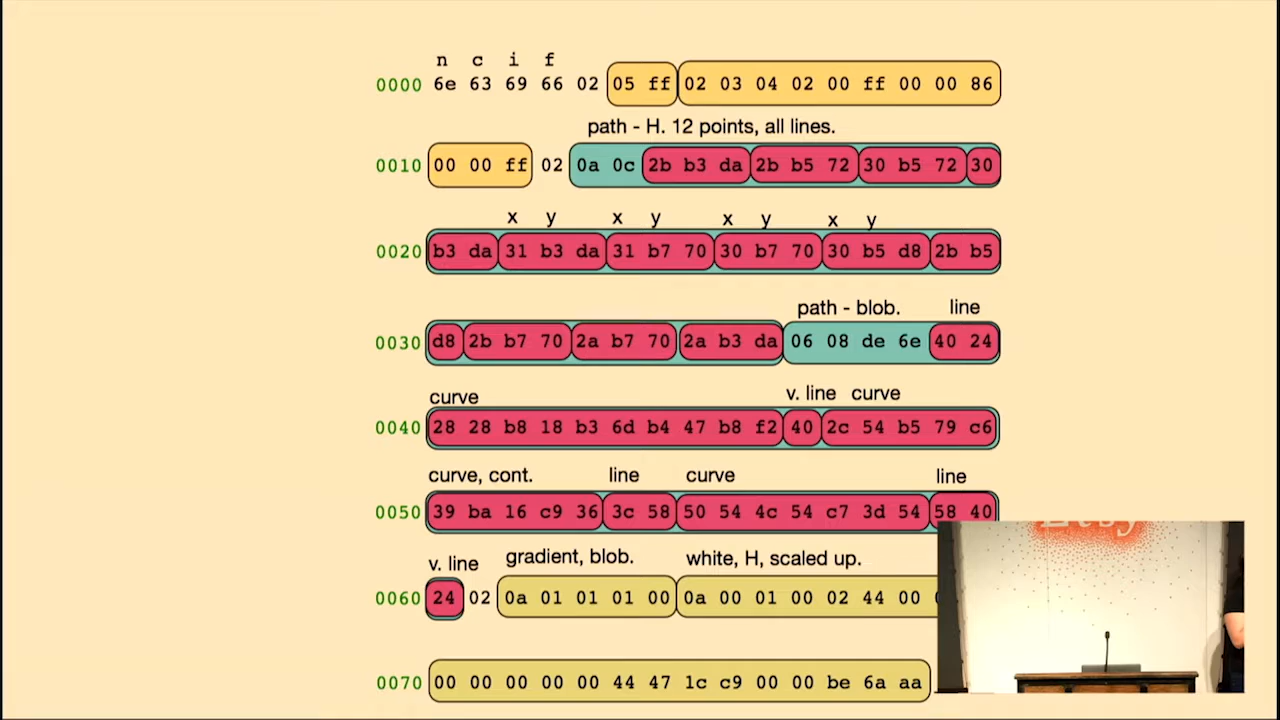 n c i f
0000 6e 63 69 66 02 05 ff 02 03 04 02 00 ff 00 00 86
path - H. 12 points, all lines.
0010 00 00 ff 02 0a 0c 2b b3 da 2b b5 72 30 b5 72 30
x y x y x y x y
0020 b3 da 31 b3 da 31 b7 70 30 b7 70 30 b5 d8 2b b5
path - blob. line
0030 d8 2b b7 70 2a b7 70 2a b3 da 06 08 de 6e 40 24
curve v. line curve
0040 28 28 b8 18 b3 6d b4 47 b8 f2 40 2c 54 b5 79 c6
curve, cont. line curve line
0050 39 ba 16 c9 36 3c 58 50 54 4c 54 c7 3d 54 58 40
v. line gradient, blob. white, H, scaled up.
0060 24 02 0a 01 01 01 00 0a 00 01 00 02 44 00
0070 00 00 00 00 00 44 47 1c c9 00 00 be 6a aa
Etsy